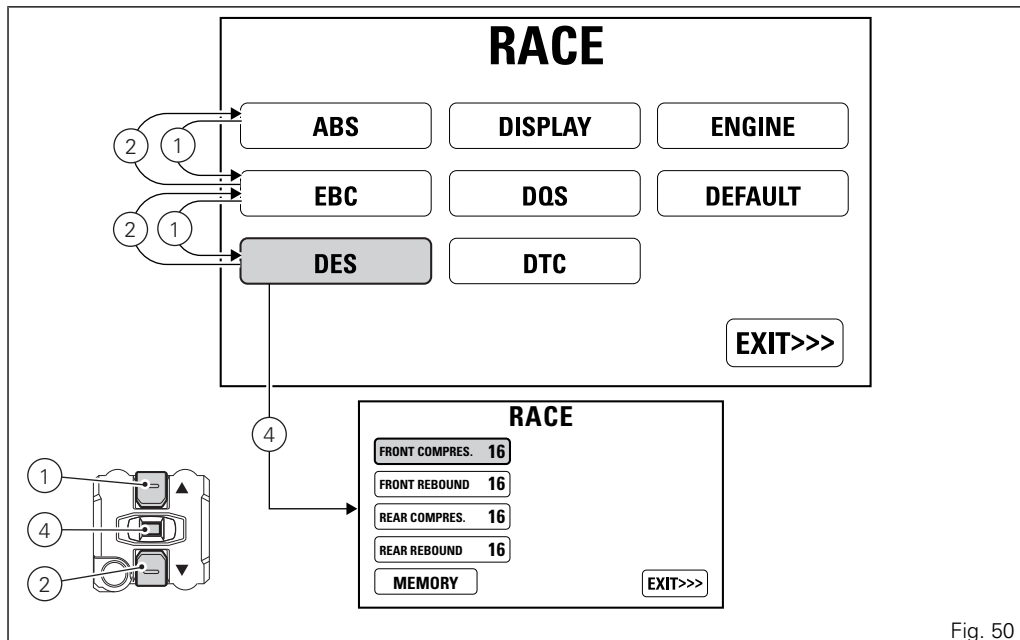 RACE
ABS DISPLAY ENGINE
2 1
EBC DQS DEFAULT
2 1
DES DTC
EXIT>>>
4
RACE
FRONT COMPRES. 16
FRONT REBOUND 16
REAR COMPRES. 16
REAR REBOUND 16
MEMORY EXIT>>>
1
4
2
Fig. 50